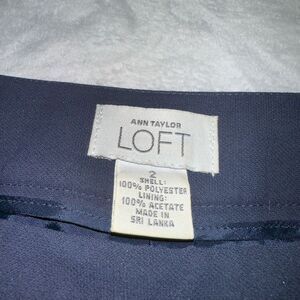 ANN TAYLOR
LOFT
2
SHELL:
100% POLYESTER
LINING:
100% ACETATE
MADE IN
SRI LANKA